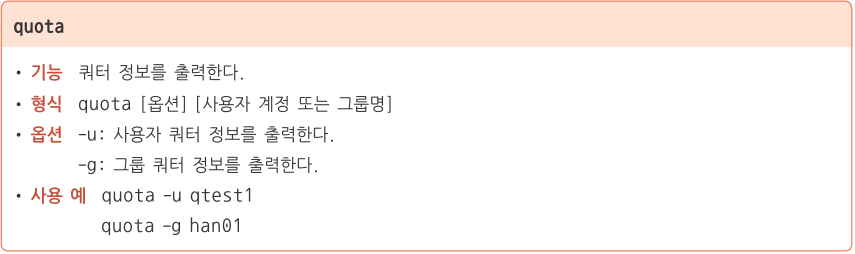 quota
• 기능 쿼터 정보를 출력한다.
• 형식 quota [옵션] [사용자 계정 또는 그룹명]
• 옵션 -u: 사용자 쿼터 정보를 출력한다.
-g: 그룹 쿼터 정보를 출력한다.
• 사용 예 quota -u qtest1
quota -g han01